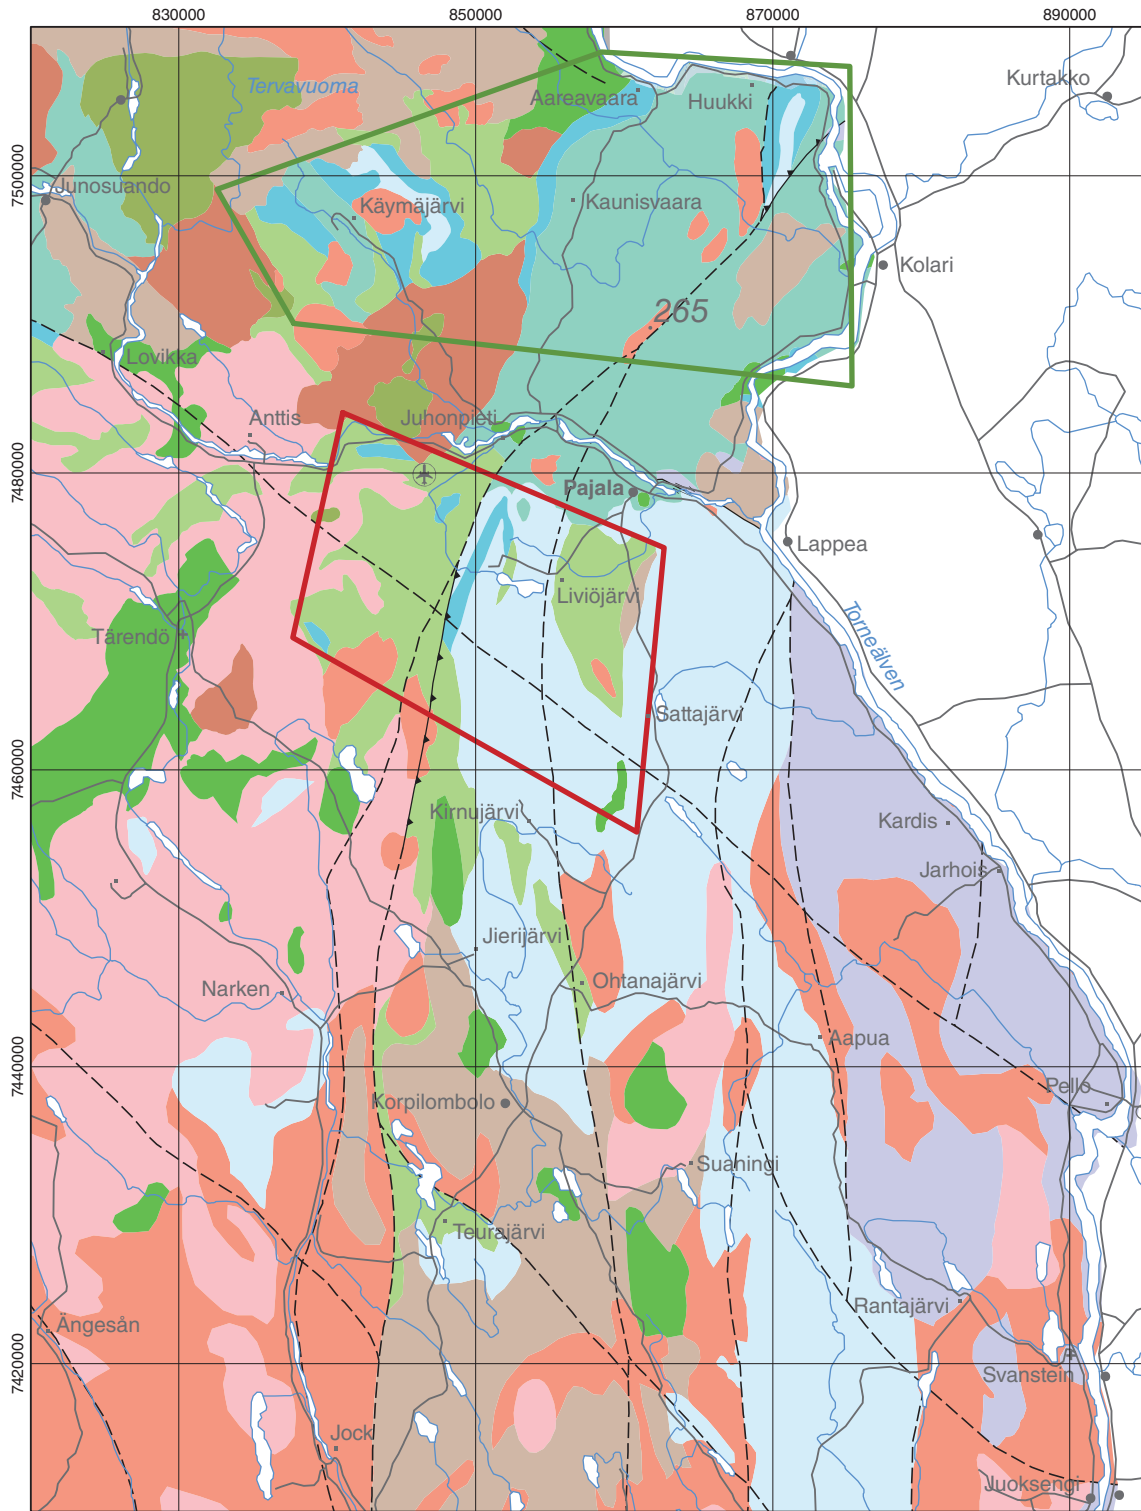 830000
850000
870000
890000
Tervavuoma
Aareavaara
Huukki
Kurtakko
7500000
Junosuando
Käymäjärvi
Kaunisvaara
Kolari
265
Lovikka
Anttis
Juhonpieti
7480000
Pajala
Lappea
Liviöjärvi
Tärendö
Torneälven
Sattajärvi
7460000
Kirnujärvi
Kardis
Jarhois
Jierijärvi
Narken
Ohtanajärvi
Aapua
7440000
Pello
Korpilombolo
Suaningi
Teurajärvi
Rantajärvi
Ängesån
7420000
Svanstein
Jock
Juoksengi